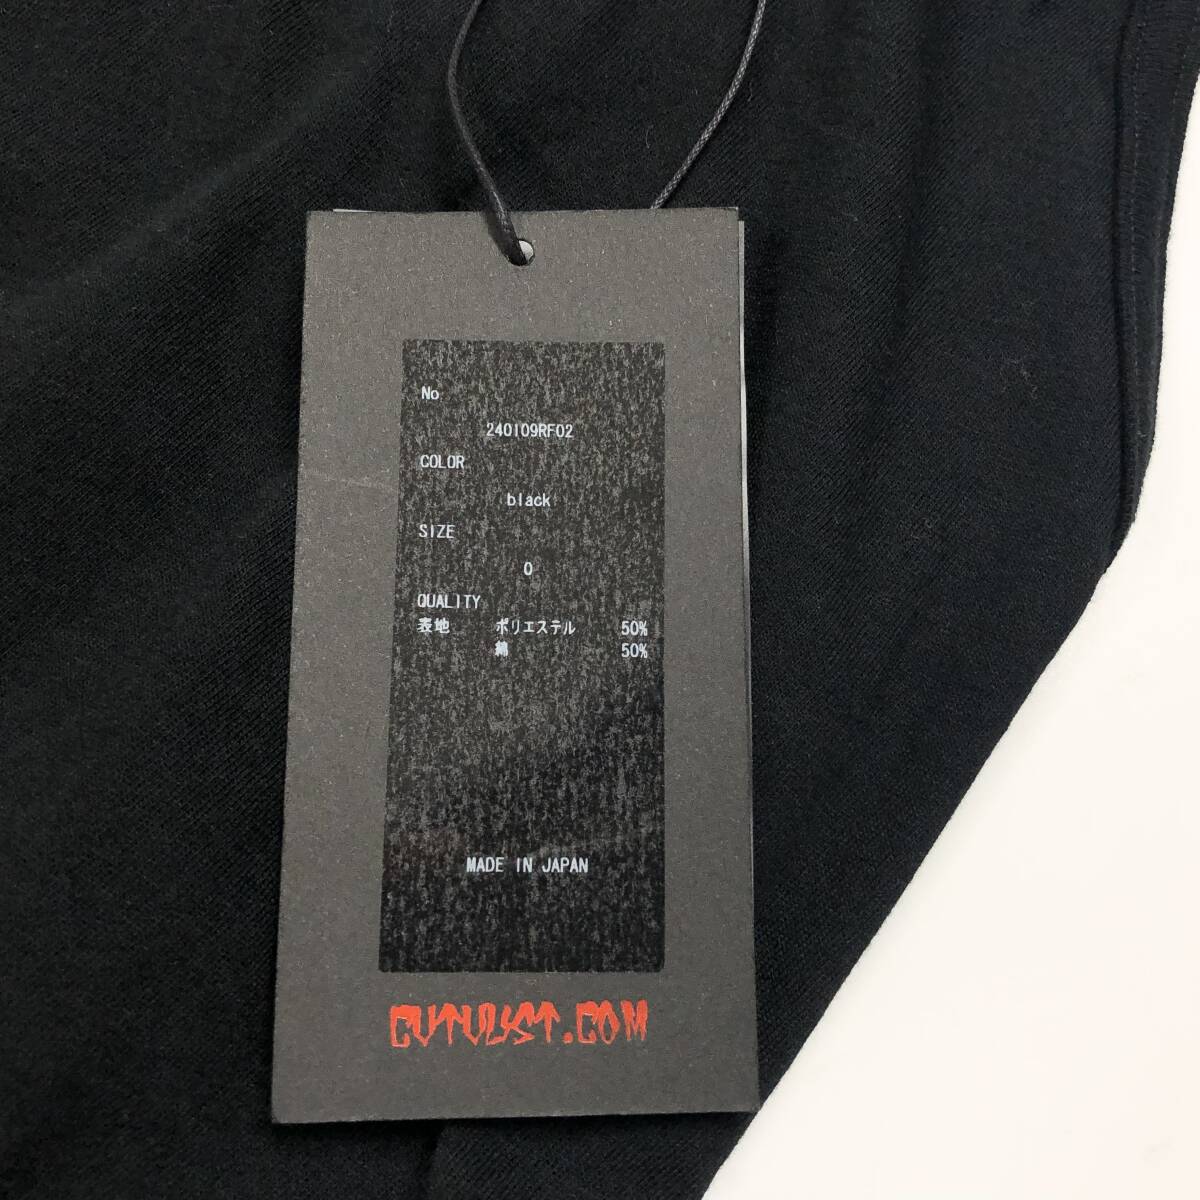 No
240109RF02
COLOR
black
SIZE
0
QUALITY
表地 ポリエステル 50%
綿 50%
MADE IN JAPAN
CUTULYST.COM